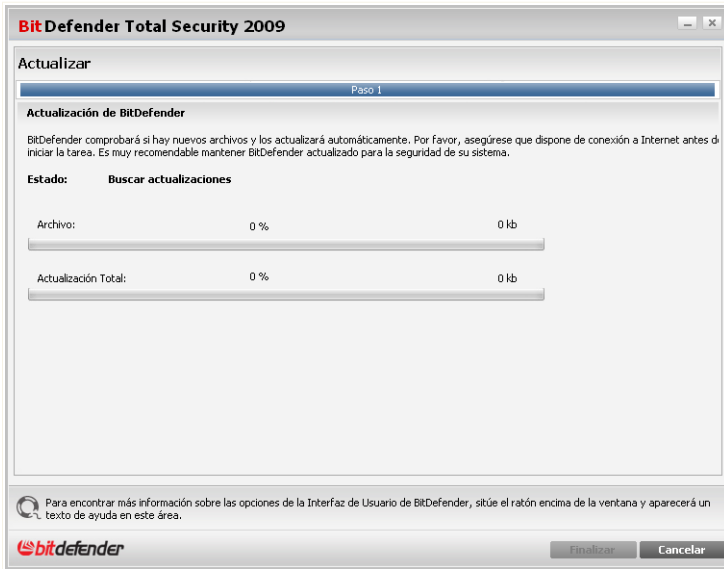 BitDefender Total Security 2009
Actualizar
Paso 1
Actualización de BitDefender
BitDefender comprobará si hay nuevos archivos y los actualizará automáticamente. Por favor, asegúrese que dispone de conexión a Internet antes de
iniciar la tarea. Es muy recomendable mantener BitDefender actualizado para la seguridad de su sistema.
Estado: Buscar actualizaciones
Archivo: 0 % 0 kb
Actualización Total: 0 % 0 kb
Para encontrar más información sobre las opciones de la Interfaz de Usuario de BitDefender, sitúe el ratón encima de la ventana y aparecerá un
texto de ayuda en este área.
bitdefender
Finalizar Cancelar